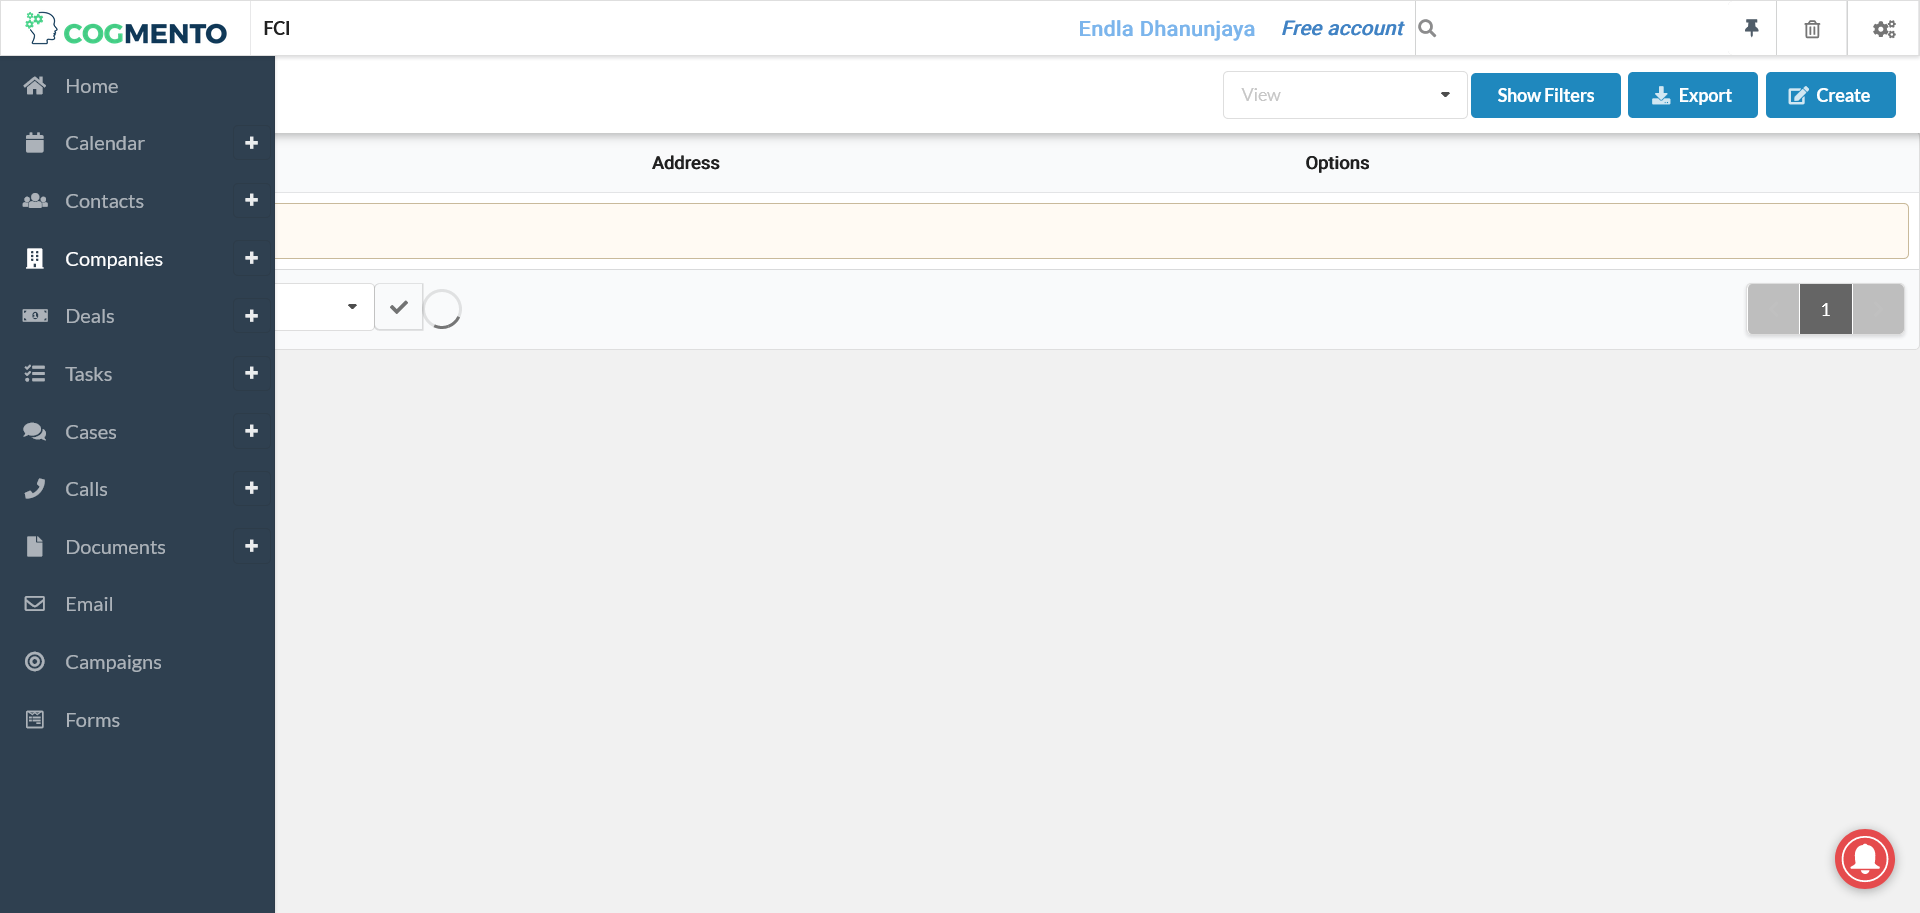 COGMENTO
FCI
Endla Dhanunjaya
Free account
Home
Calendar
Contacts
Companies
Deals
Tasks
Cases
Calls
Documents
Email
Campaigns
Forms
View
Show Filters
Export
Create
Address
Options
1